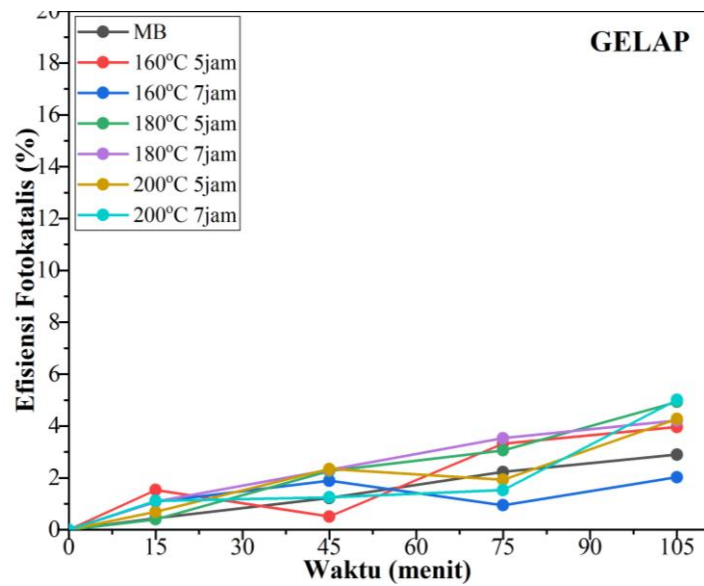 GELAP
MB
160°C 5jam
160°C 7jam
180°C 5jam
180°C 7jam
200°C 5jam
200°C 7jam
Efisiensi Fotokatalis (%)
20
18
16
14
12
10
8
6
4
2
0
0 15 30 45 60 75 90 105
Waktu (menit)